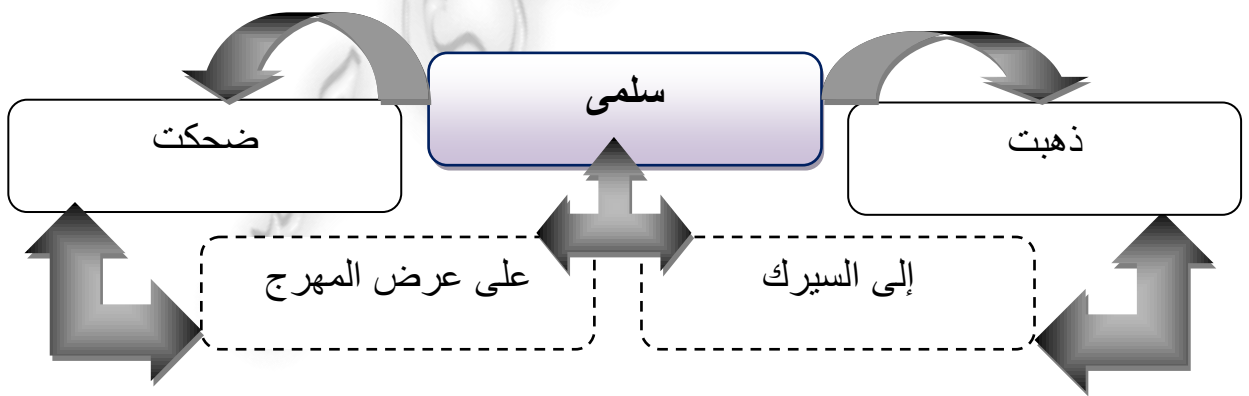 سلمى
ذهبت
ضحكت
إلى السيرك
على عرض المهرج